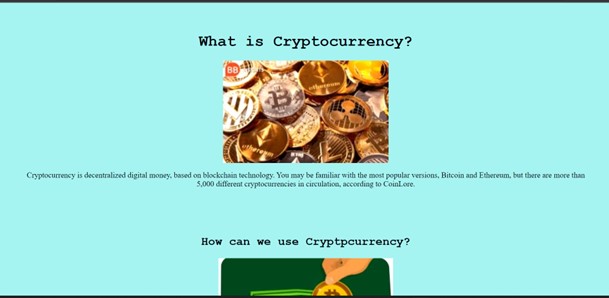 What is Cryptocurrency?
BB
ethereum
Cryptocurrency is decentralized digital money, based on blockchain technology. You may be familiar with the most popular versions, Bitcoin and Ethereum, but there are more than
5,000 different cryptocurrencies in circulation, according to CoinLore.
How can we use Cryptpcurrency?